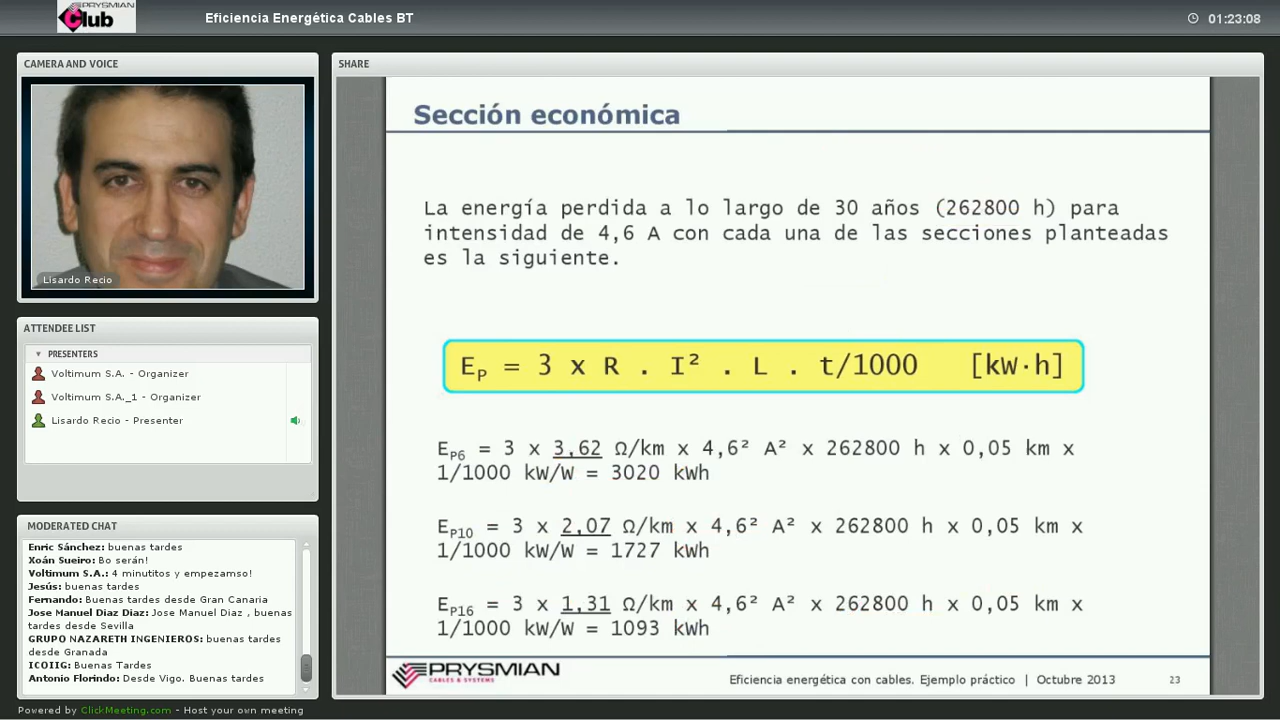 PRYSMIAN
Club
Eficiencia Energética Cables BT
01:23:08
CAMERA AND VOICE
Lisardo Recio
ATTENDEE LIST
PRESENTERS
Voltimum S.A. - Organizer
Voltimum S.A._1 - Organizer
Lisardo Recio - Presenter
MODERATED CHAT
Enric Sánchez: buenas tardes
Xoán Sueiro: Bo serán!
Voltimum S.A.: 4 minutitos y empezamso!
Jesús: buenas tardes
Fernando: Buenas tardes desde Gran Canaria
Jose Manuel Diaz Diaz: Jose Manuel Diaz , buenas
tardes desde Sevilla
GRUPO NAZARETH INGENIEROS: buenas tardes
desde Granada
ICOIIG: Buenas Tardes
Antonio Florindo: Desde Vigo. Buenas tardes
Powered by ClickMeeting.com - Host your own meeting
SHARE
Sección económica
La energía perdida a lo largo de 30 años (262800 h) para
intensidad de 4,6 A con cada una de las secciones planteadas
es la siguiente.
E_P = 3 x R . I² . L . t/1000 [kW·h]
E_P6 = 3 x 3,62 Ω/km x 4,6² A² x 262800 h x 0,05 km x
1/1000 kW/W = 3020 kWh
E_P10 = 3 x 2,07 Ω/km x 4,6² A² x 262800 h x 0,05 km x
1/1000 kW/W = 1727 kWh
E_P16 = 3 x 1,31 Ω/km x 4,6² A² x 262800 h x 0,05 km x
1/1000 kW/W = 1093 kWh
PRYSMIAN
CABLES & SYSTEMS
Eficiencia energética con cables. Ejemplo práctico | Octubre 2013
23